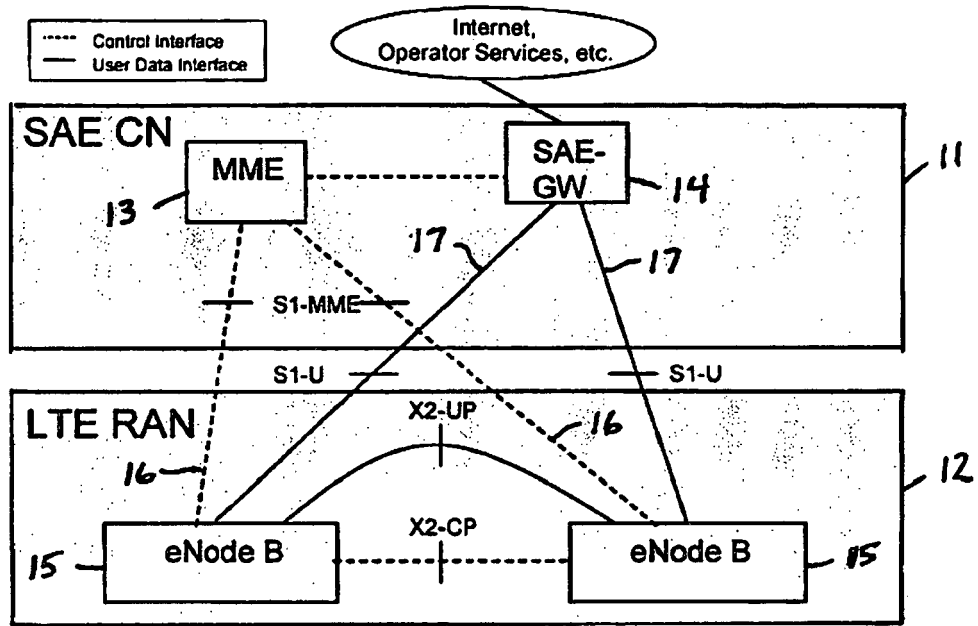 Control Interface
User Data Interface
Internet,
Operator Services, etc.
SAE CN
MME
SAE-
GW
11
13
14
17
17
S1-MME
S1-U
S1-U
LTE RAN
X2-UP
16
16
12
X2-CP
eNode B
eNode B
15
15